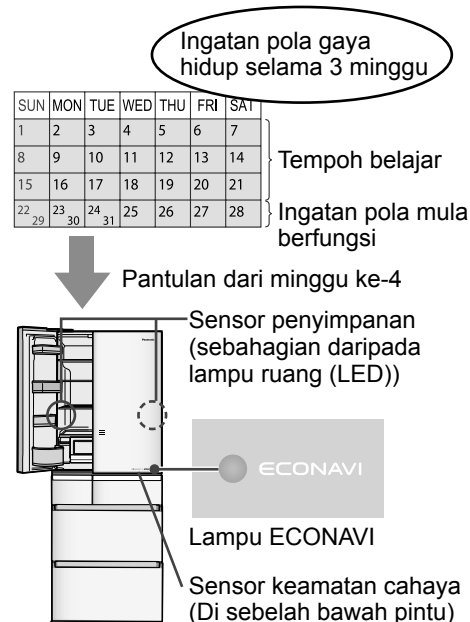 Ingatan pola gaya
hidup selama 3 minggu
SUN MON TUE WED THU FRI SAT
1 2 3 4 5 6 7
8 9 10 11 12 13 14
15 16 17 18 19 20 21
22 29 23 30 24 31 25 26 27 28
Tempoh belajar
Ingatan pola mula
berfungsi
Pantulan dari minggu ke-4
Sensor penyimpanan
(sebahagian daripada
lampu ruang (LED))
Panasonic
ECONAVI
Lampu ECONAVI
Sensor keamatan cahaya
(Di sebelah bawah pintu)